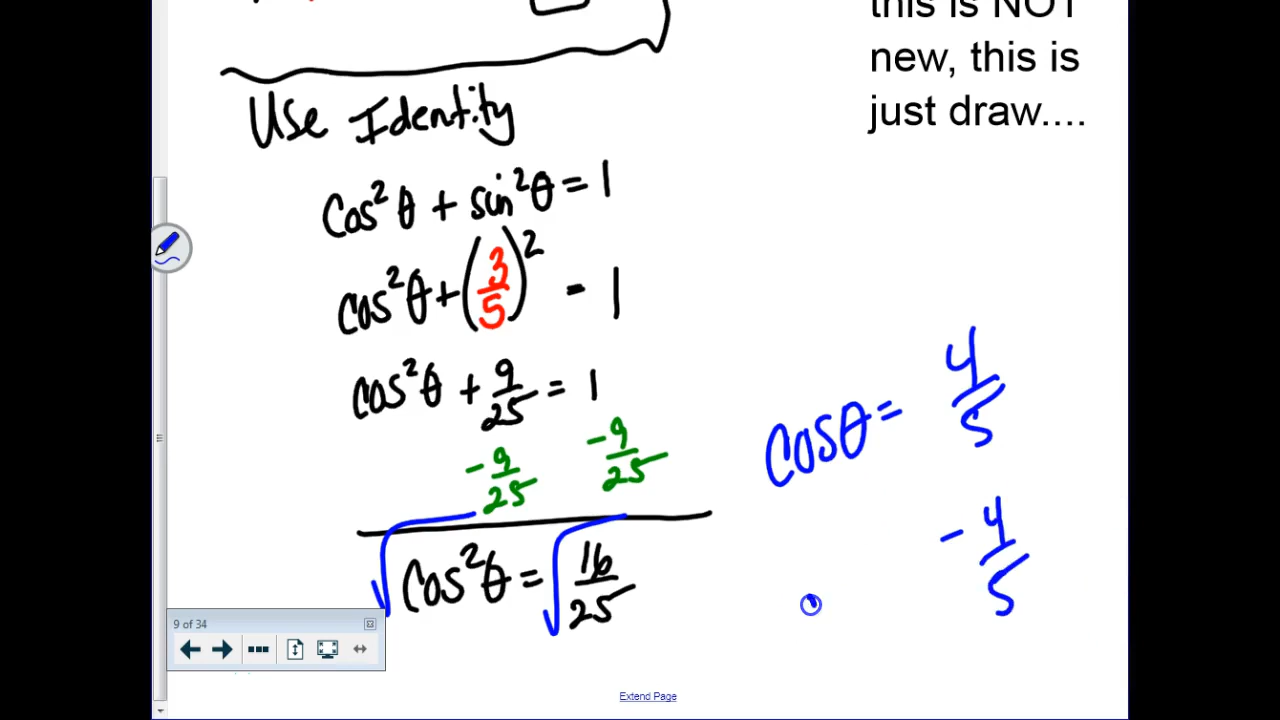 this is NOT
new, this is
just draw....
Use Identity
cos²θ + sin²θ = 1
cos²θ + (3/5)² = 1
cos²θ + 9/25 = 1
-9/25 -9/25
√cos²θ = √16/25
cosθ = 4/5
-4/5
9 of 34
Extend Page